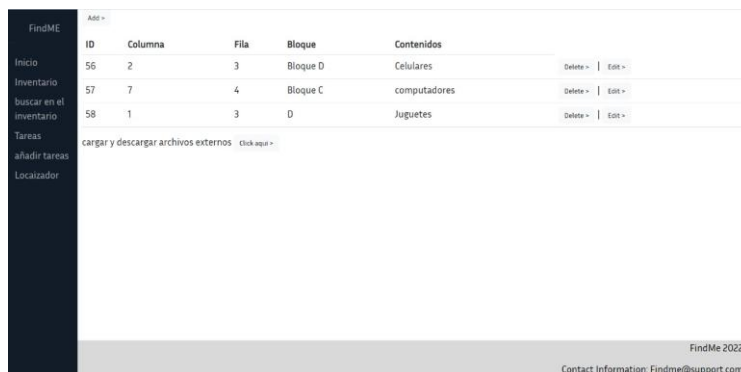 FindME
Inicio
Inventario
buscar en el
inventario
Tareas
añadir tareas
Locaizador
Add »
ID Columna Fila Bloque Contenidos
56 2 3 Bloque D Celulares Delete » | Edit »
57 7 4 Bloque C computadores Delete » | Edit »
58 1 3 D Juguetes Delete » | Edit »
cargar y descargar archivos externos Click aqui »
FindMe 2022
Contact Information: Findme@support.com